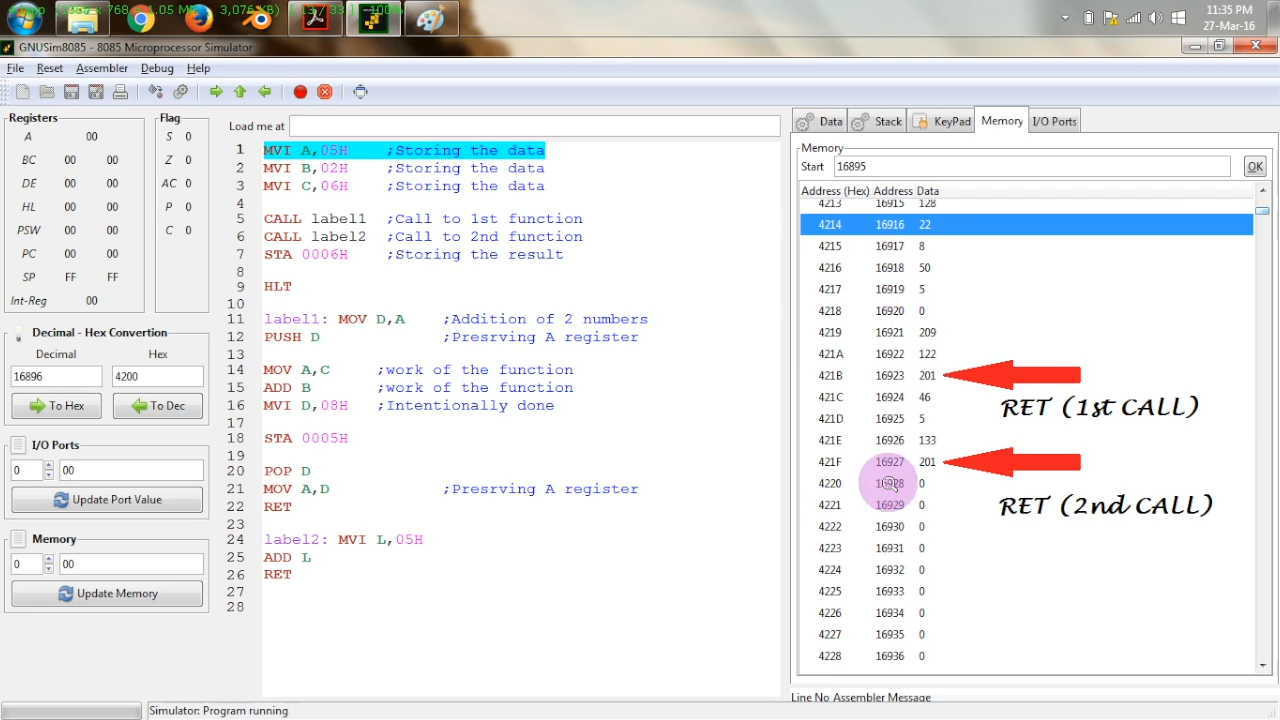 11:35 PM
27-Mar-16
GNUSim8085 - 8085 Microprocessor Simulator
File Reset Assembler Debug Help
Registers
A 00
BC 00 00
DE 00 00
HL 00 00
PSW 00 00
PC 00 00
SP FF FF
Int-Reg 00
Flag
S 0
Z 0
AC 0
P 0
C 0
Decimal - Hex Convertion
Decimal Hex
16896 4200
To Hex To Dec
I/O Ports
0 00
Update Port Value
Memory
0 00
Update Memory
Load me at
1 MVI A,05H ;Storing the data
2 MVI B,02H ;Storing the data
3 MVI C,06H ;Storing the data
4
5 CALL label1 ;Call to 1st function
6 CALL label2 ;Call to 2nd function
7 STA 0006H ;Storing the result
8
9 HLT
10
11 label1: MOV D,A ;Addition of 2 numbers
12 PUSH D ;Presrving A register
13
14 MOV A,C ;work of the function
15 ADD B ;work of the function
16 MVI D,08H ;Intentionally done
17
18 STA 0005H
19
20 POP D
21 MOV A,D ;Presrving A register
22 RET
23
24 label2: MVI L,05H
25 ADD L
26 RET
27
28
Data Stack KeyPad Memory I/O Ports
Memory
Start 16895 OK
Address (Hex) Address Data
4213 16915 128
4214 16916 22
4215 16917 8
4216 16918 50
4217 16919 5
4218 16920 0
4219 16921 209
421A 16922 122
421B 16923 201
RET (1st CALL)
421C 16924 46
421D 16925 5
421E 16926 133
421F 16927 201
RET (2nd CALL)
4220 16928 0
4221 16929 0
4222 16930 0
4223 16931 0
4224 16932 0
4225 16933 0
4226 16934 0
4227 16935 0
4228 16936 0
Line No Assembler Message
Simulator: Program running